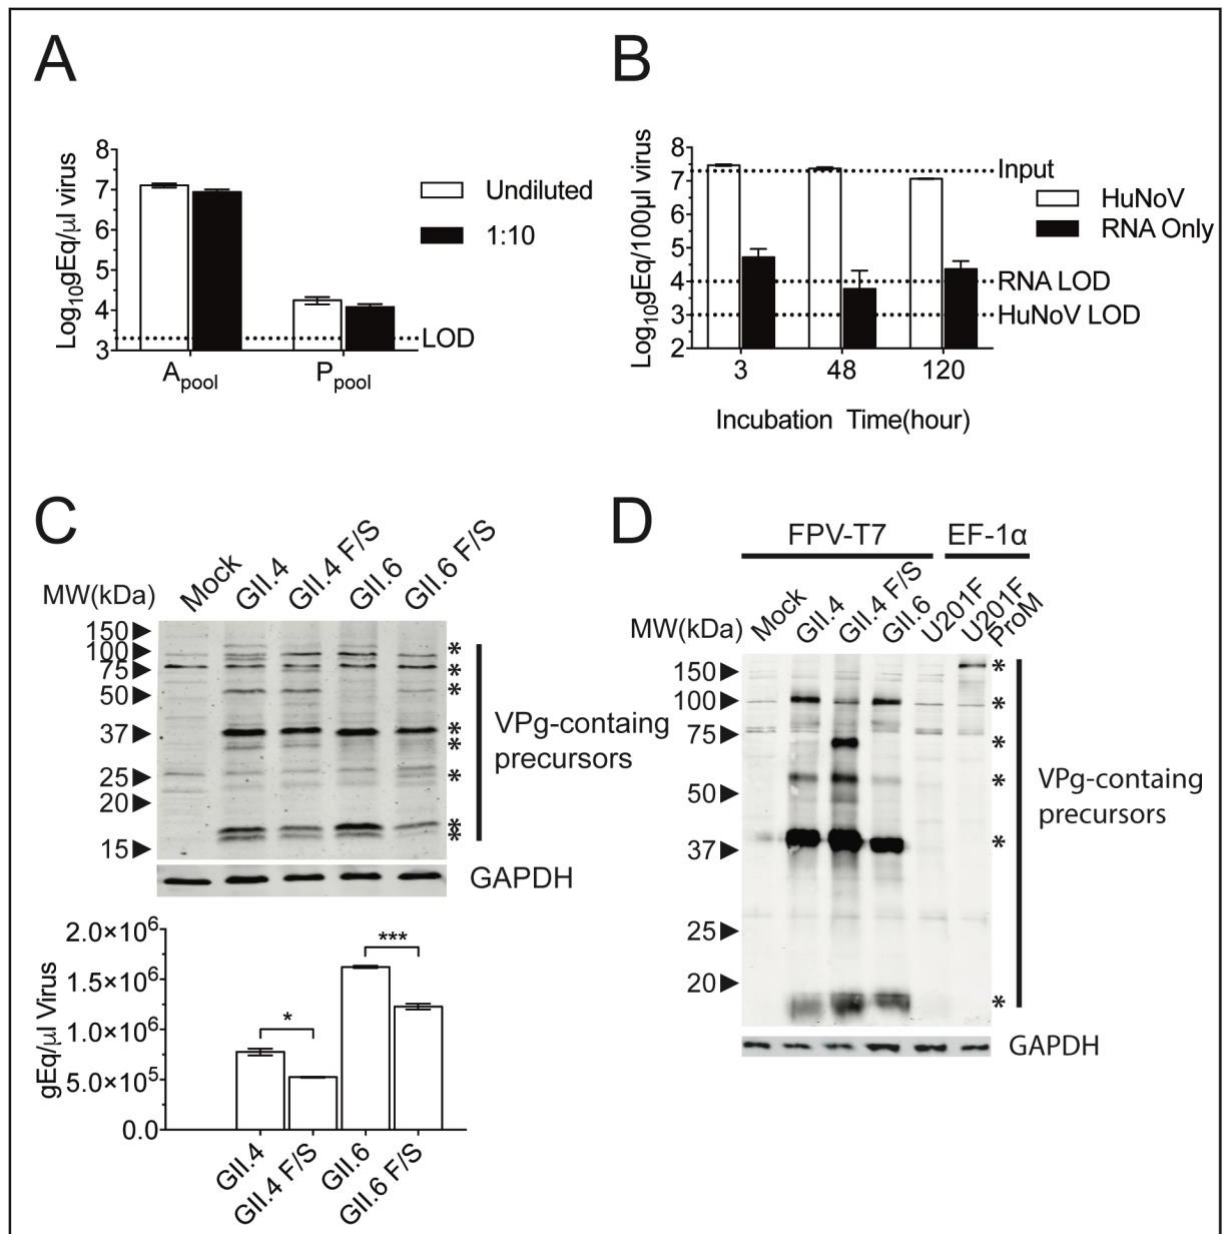 A
Log10gEq/µl virus
8
7
6
5
4
3
LOD
Apool
Ppool
Undiluted
1:10
B
Log10gEq/100µl virus
8
7
6
5
4
3
2
Input
HuNoV
RNA Only
RNA LOD
HuNoV LOD
3 48 120
Incubation Time(hour)
C
MW(kDa)
Mock
GII.4
GII.4 F/S
GII.6
GII.6 F/S
150
100
75
50
37
25
20
15
*
*
*
*
*
*
*
*
VPg-containg
precursors
GAPDH
gEq/µl Virus
2.0×10⁶
1.5×10⁶
1.0×10⁶
5.0×10⁵
0.0
*
***
GII.4
GII.4 F/S
GII.6
GII.6 F/S
D
FPV-T7
EF-1α
MW(kDa)
Mock
GII.4
GII.4 F/S
GII.6
U201F
U201F
ProM
150
100
75
50
37
25
20
*
*
*
*
*
*
VPg-containg
precursors
GAPDH